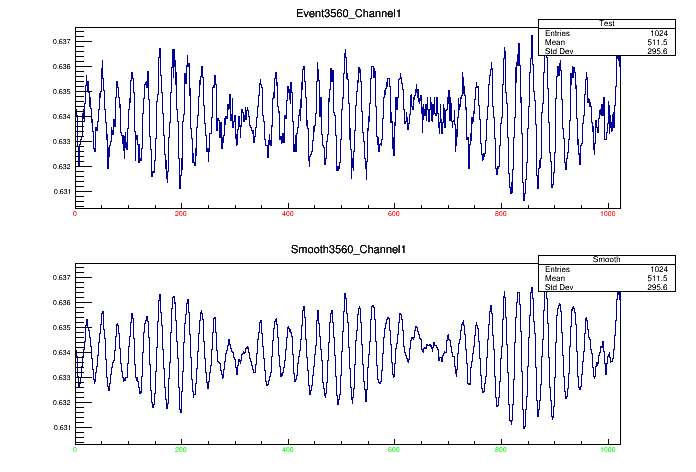 Event3560_Channel1
Test
Entries 1024
Mean 511.5
Std Dev 295.6
0.637
0.636
0.635
0.634
0.633
0.632
0.631
0 200 400 600 800 1000
Smooth3560_Channel1
Smooth
Entries 1024
Mean 511.5
Std Dev 295.6
0.637
0.636
0.635
0.634
0.633
0.632
0.631
0 200 400 600 800 1000